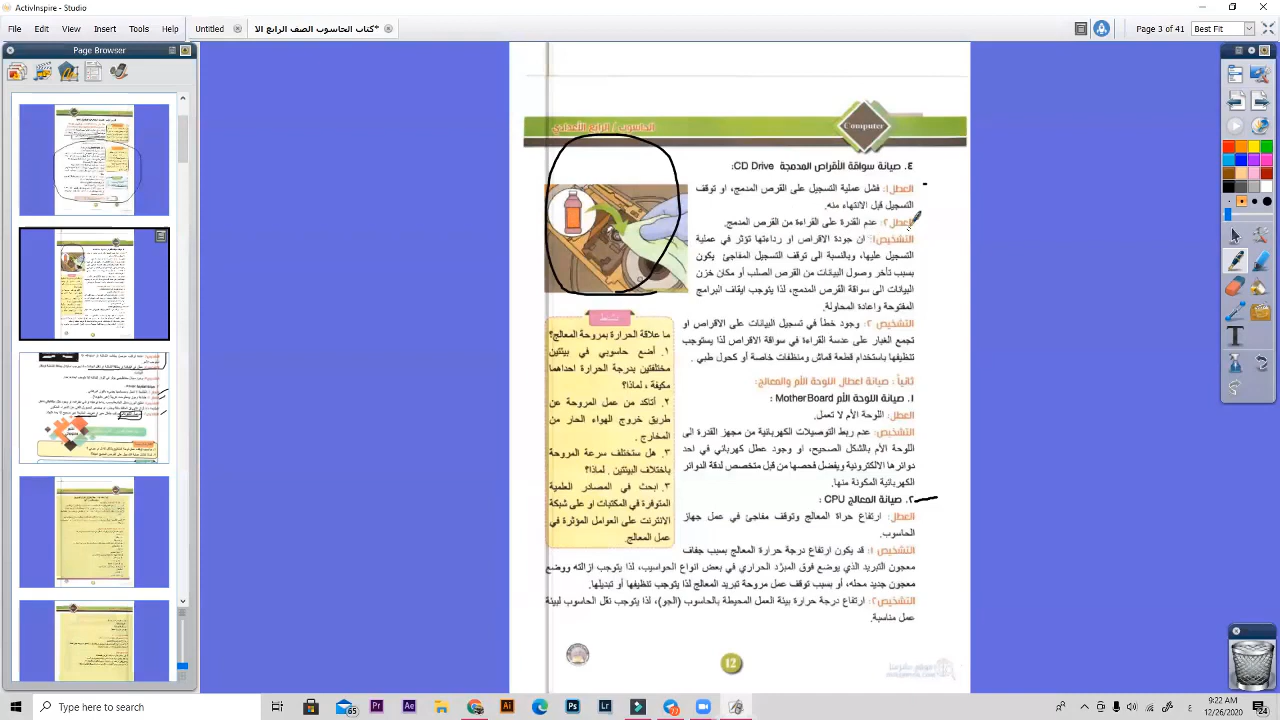 ActivInspire - Studio
File Edit View Insert Tools Help Untitled كتاب الحاسوب الصف الرابع الا* Page 3 of 41 Best Fit
Page Browser
Computer
الحاسوب / الرابع الأعدادي
٤. صيانة سواقة الأقراص المدمجة CD Drive:
العطل١: فشل عملية التسجيل على القرص المدمج، او توقف
التسجيل قبل الانتهاء منه.
العطل٢: عدم القدرة على القراءة من القرص المدمج.
التشخيص١: ان جودة الاقراص او رداءتها تؤثر في عملية
التسجيل عليها، وبالنسبة الى توقف التسجيل المفاجئ يكون
بسبب تأخر وصول البيانات من القرص الصلب أو مكان خزن
البيانات الى سواقة القرص المدمج، لذا يتوجب ايقاف البرامج
المفتوحة واعادة المحاولة.
التشخيص ٢: وجود خطأ في تسجيل البيانات على الاقراص او
تجمع الغبار على عدسة القراءة في سواقة الاقراص لذا يستوجب
تنظيفها باستخدام قطعة قماش ومنظفات خاصة أو كحول طبي .
ثانياً : صيانة اعطال اللوحة الأم والمعالج:
١. صيانة اللوحة الأم MotherBoard :
العطل: اللوحة الأم لا تعمل.
التشخيص: عدم ربط التوصيلات الكهربائية من مجهز القدرة الى
اللوحة الأم بالشكل الصحيح، او وجود عطل كهربائي في احد
دوائرها الالكترونية ويفضل فحصها من قبل متخصص لدقة الدوائر
الكهربائية المكونة منها.
٢. صيانة المعالج CPU :
العطل: ارتفاع حراة المعالج وتوقف مفاجئ في عمل جهاز
الحاسوب.
التشخيص ١: قد يكون ارتفاع درجة حرارة المعالج بسبب جفاف
معجون التبريد الذي يوضع فوق المبرّد الحراري في بعض انواع الحواسيب، لذا يتوجب ازالته ووضع
معجون جديد محله، أو بسبب توقف عمل مروحة تبريد المعالج لذا يتوجب تنظيفها أو تبديلها.
التشخيص٢: ارتفاع درجة حرارة بيئة العمل المحيطة بالحاسوب (الجو)، لذا يتوجب نقل الحاسوب لبيئة
عمل مناسبة.
نشاط
ما علاقة الحرارة بمروحة المعالج؟
١. أضع حاسوبي في بيئتين
مختلفتين بدرجة الحرارة احداهما
مكيفة ، لماذا؟
٢. أتاكد من عمل المروحة عن
طريق خروج الهواء الحار من
المخارج .
٣. هل ستختلف سرعة المروحة
باختلاف البيئتين . لماذا؟
٣. ابحث في المصادر العلمية
المتوفرة في المكتبات او على شبكة
الانترنت على العوامل المؤثرة في
عمل المعالج.
12
Type here to search
65
9:22 AM
12/26/2020
24